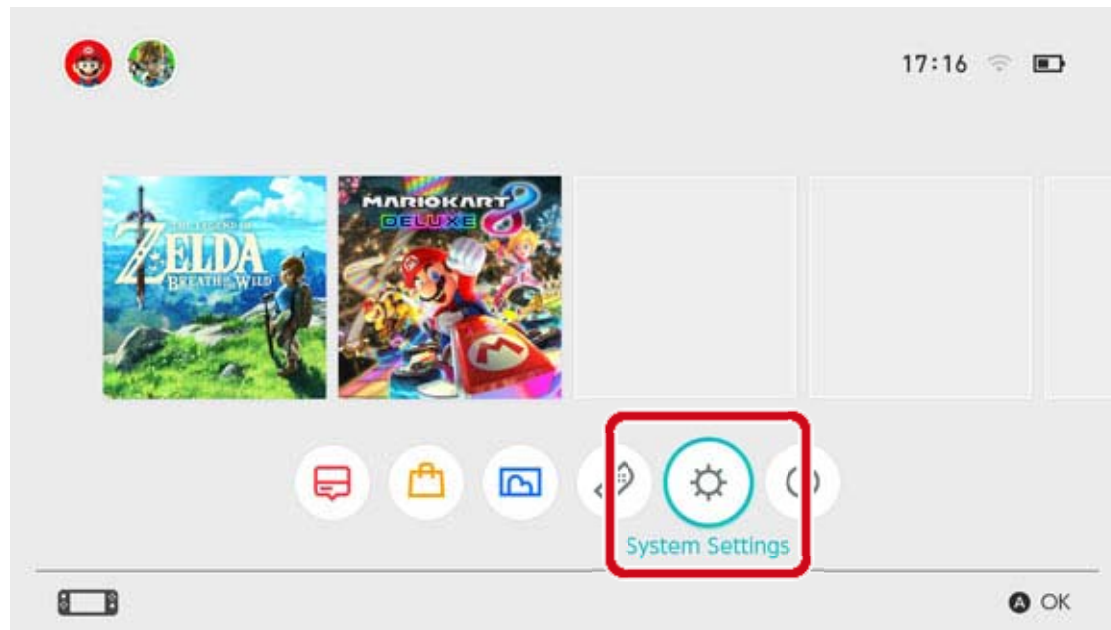 17:16
THE LEGEND OF
ZELDA
BREATH OF THE WILD
MARIOKART 8
DELUXE
M
System Settings
A OK